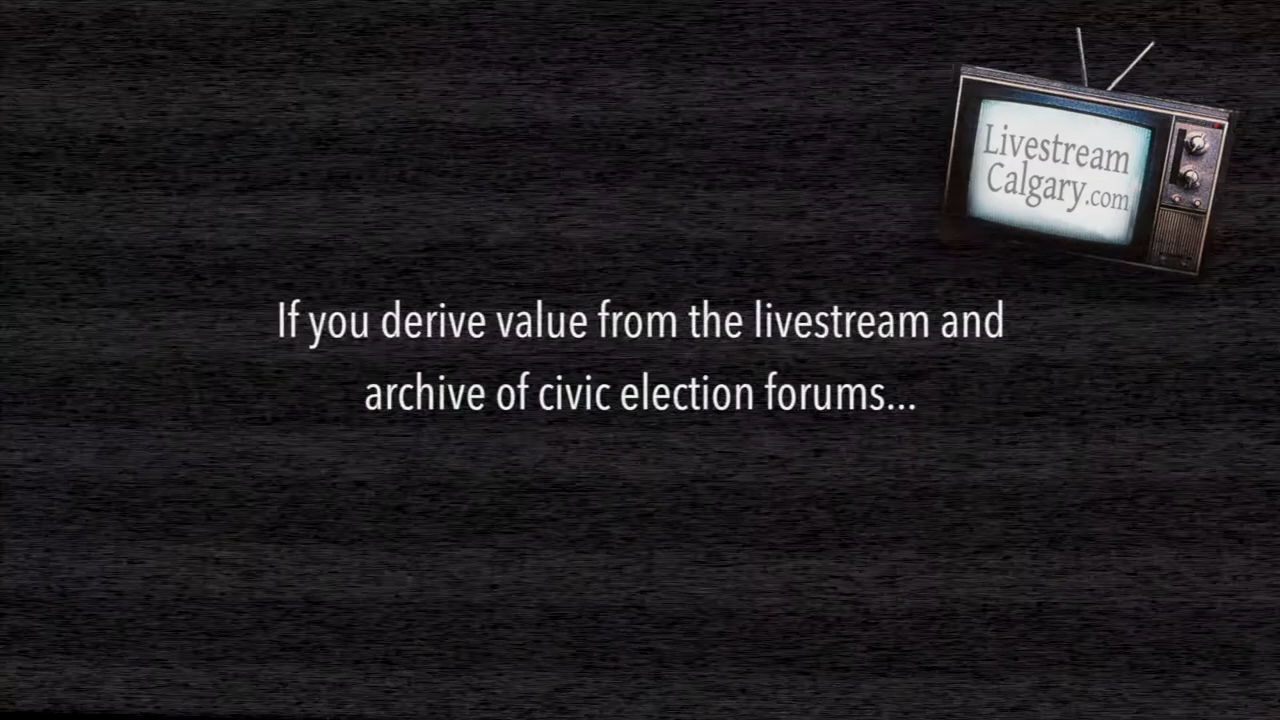 Livestream
Calgary.com
If you derive value from the livestream and
archive of civic election forums...